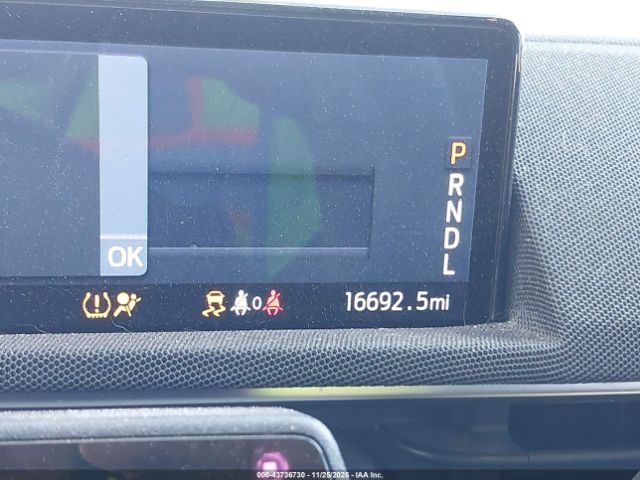 P
R
N
D
L
OK
0
16692.5mi
000-43736730 — 11/25/2025 — IAA Inc.